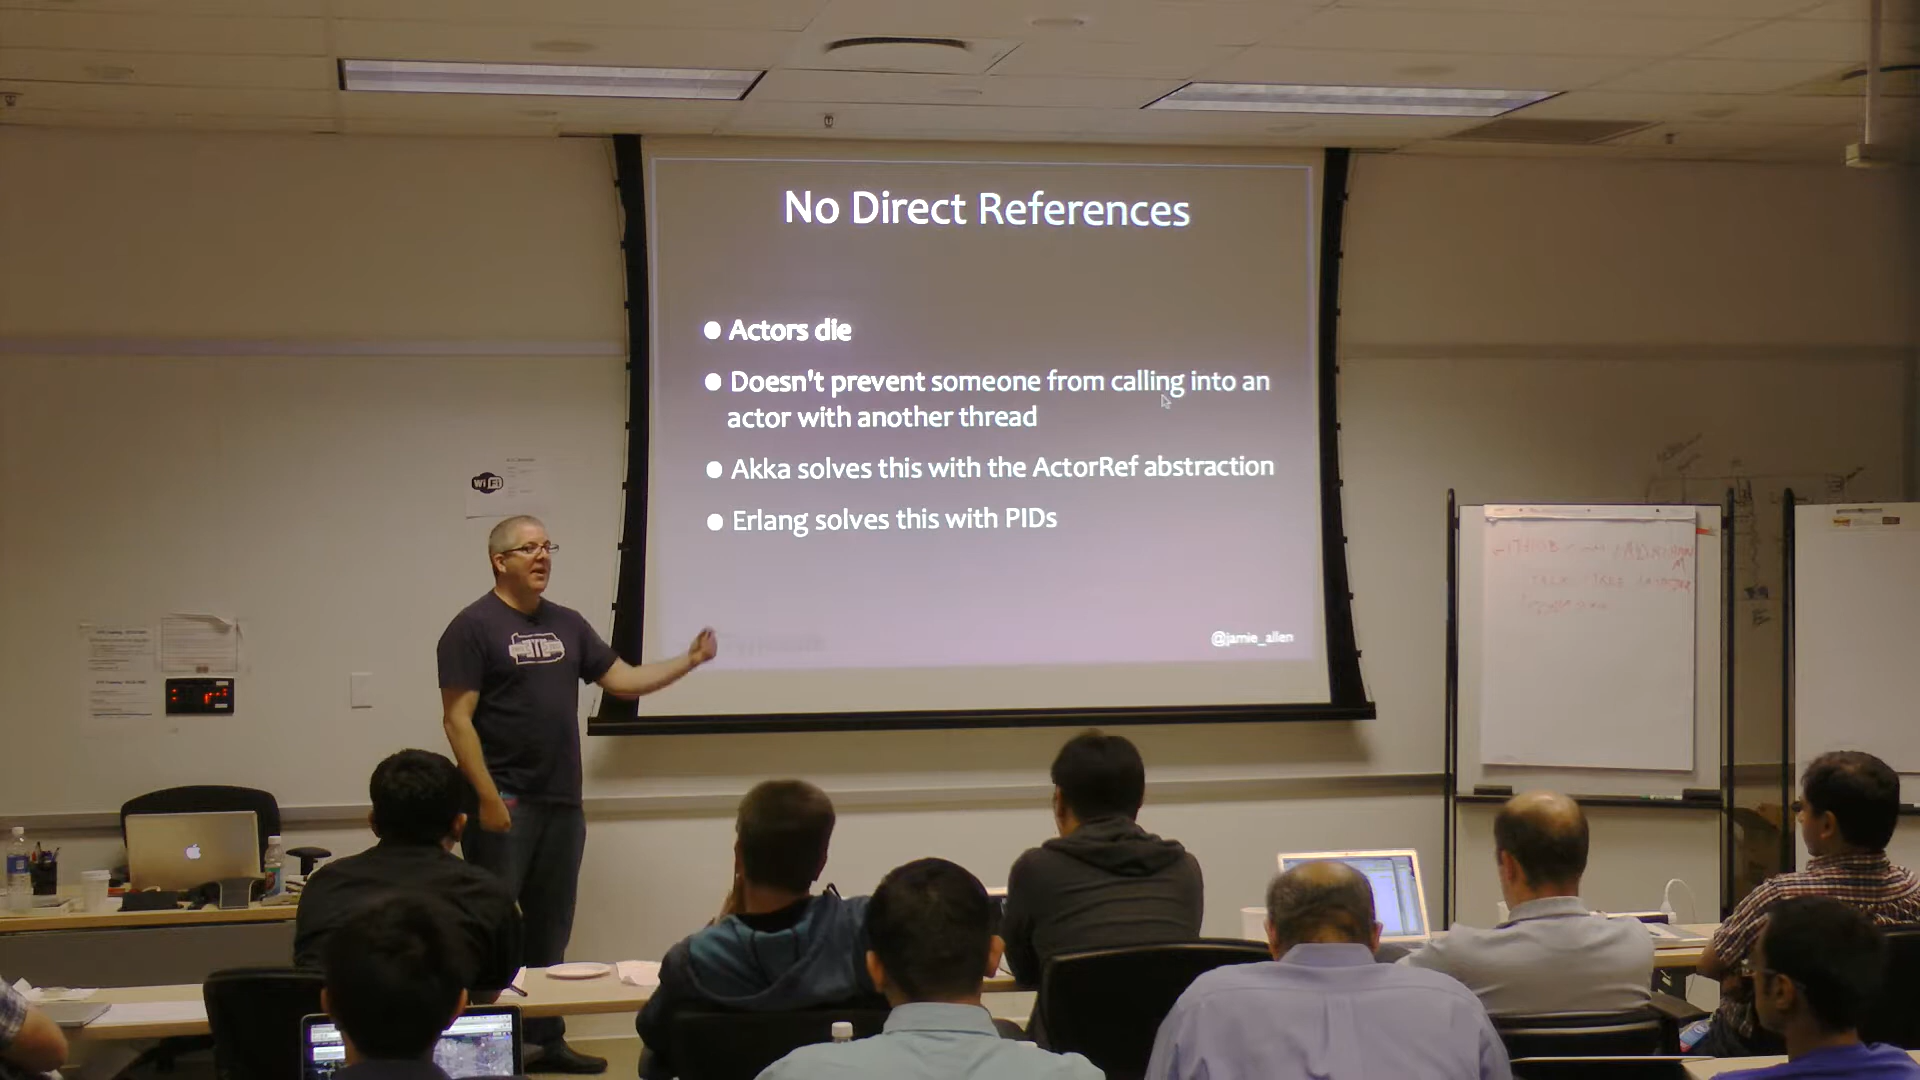 No Direct References
● Actors die
● Doesn't prevent someone from calling into an
actor with another thread
● Akka solves this with the ActorRef abstraction
● Erlang solves this with PIDs
@jamie_allen
WiFi